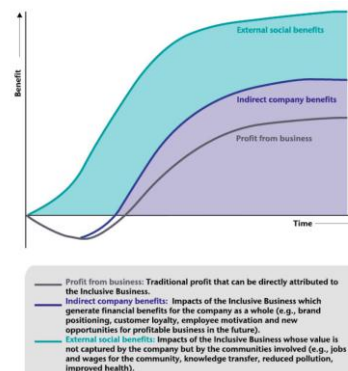 External social benefits
Benefit
Indirect company benefits
Profit from business
Time
Profit from business: Traditional profit that can be directly attributed to
the Inclusive Business.
Indirect company benefits: Impacts of the Inclusive Business which
generate financial benefits for the company as a whole (e.g., brand
positioning, customer loyalty, employee motivation and new
opportunities for profitable business in the future).
External social benefits: Impacts of the Inclusive Business whose value is
not captured by the company but by the communities involved (e.g., jobs
and wages for the community, knowledge transfer, reduced pollution,
improved health).